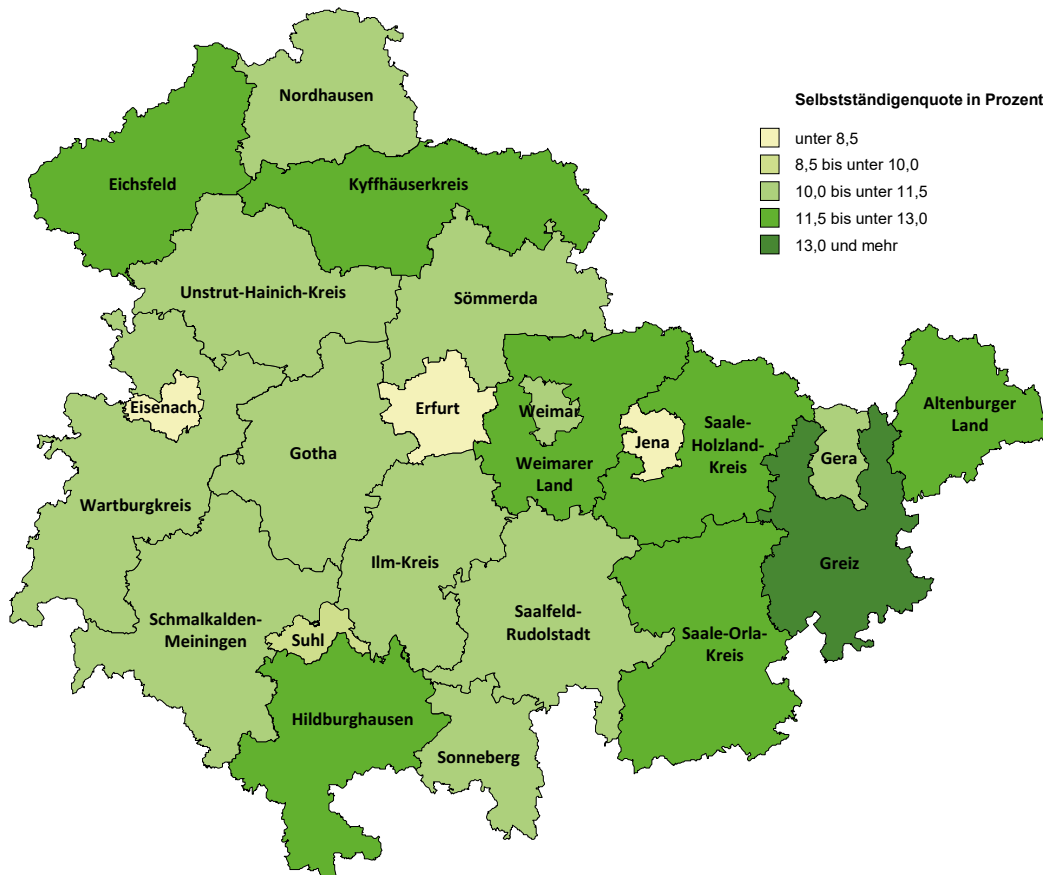 Selbstständigenquote in Prozent
unter 8,5
8,5 bis unter 10,0
10,0 bis unter 11,5
11,5 bis unter 13,0
13,0 und mehr
Nordhausen
Eichsfeld
Kyffhäuserkreis
Unstrut-Hainich-Kreis
Sömmerda
Eisenach
Erfurt
Weimar
Jena
Saale-
Holzland-
Kreis
Altenburger
Land
Gotha
Weimarer
Land
Gera
Wartburgkreis
Ilm-Kreis
Greiz
Schmalkalden-
Meiningen
Suhl
Saalfeld-
Rudolstadt
Saale-Orla-
Kreis
Hildburghausen
Sonneberg